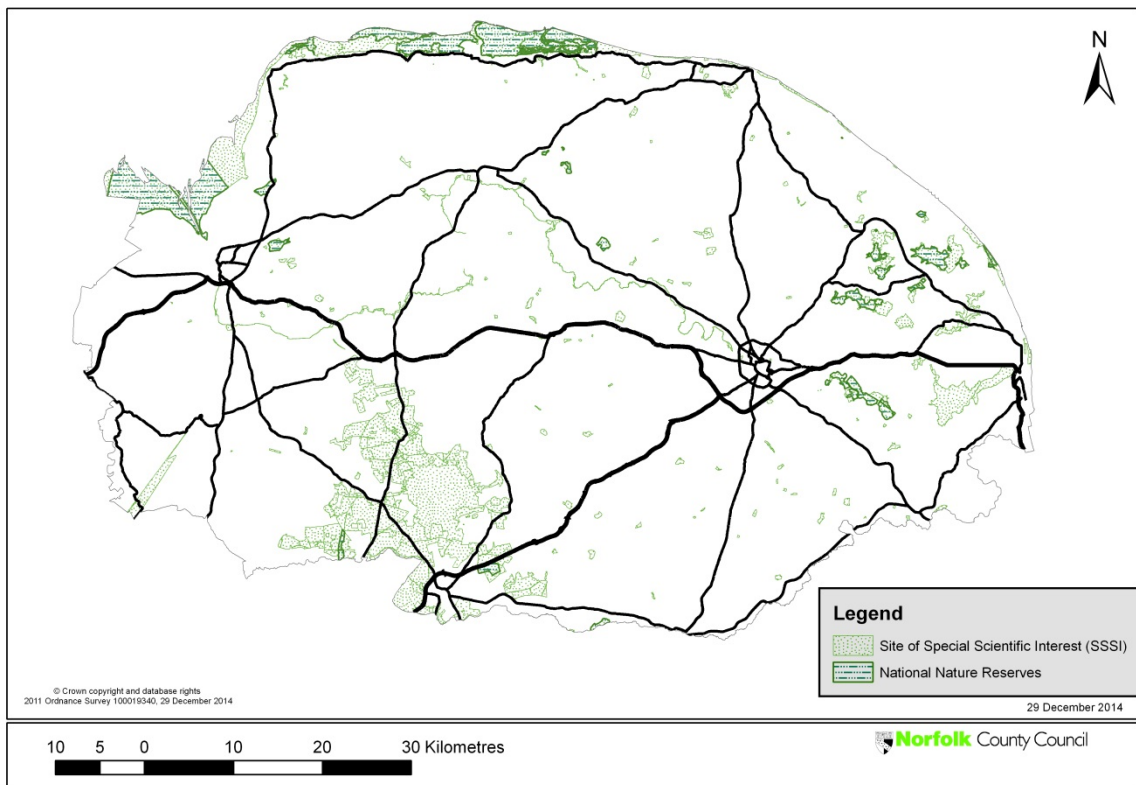 N
Legend
Site of Special Scientific Interest (SSSI)
National Nature Reserves
© Crown copyright and database rights
2011 Ordnance Survey 100019340, 29 December 2014
29 December 2014
10 5 0 10 20 30 Kilometres
Norfolk County Council